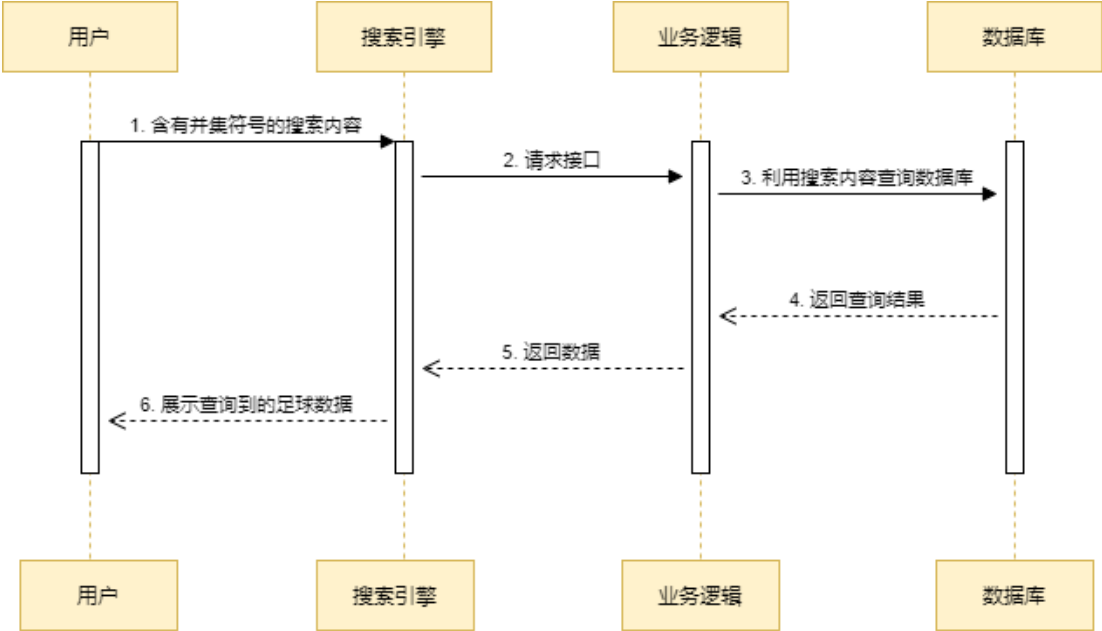 用户
搜索引擎
业务逻辑
数据库
1. 含有并集符号的搜索内容
2. 请求接口
3. 利用搜索内容查询数据库
4. 返回查询结果
5. 返回数据
6. 展示查询到的足球数据
用户
搜索引擎
业务逻辑
数据库